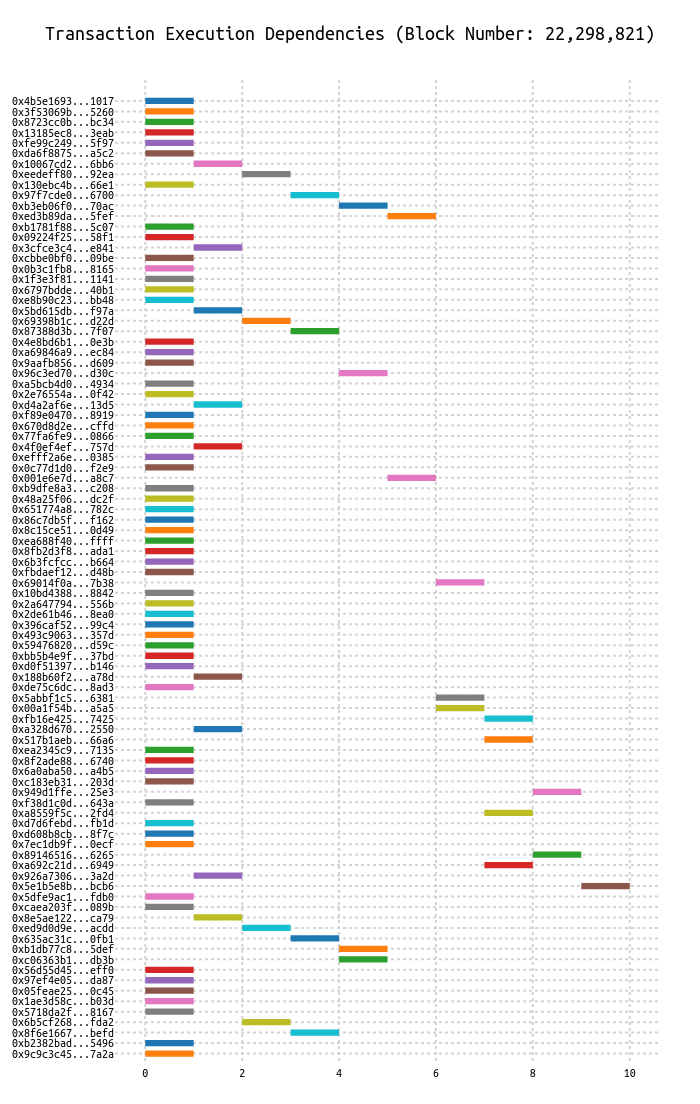 Transaction Execution Dependencies (Block Number: 22,298,821)
0x4b5e1693...1017
0x3f53069b...5260
0x8723cc0b...bc34
0x13185ec8...3eab
0xfe99c249...5f97
0xda6f8875...a5c2
0x10067cd2...6bb6
0xeedeff80...92ea
0x130ebc4b...66e1
0x97f7cde0...6700
0xb3eb06f0...70ac
0xed3b89da...5fef
0xb1781f88...5c07
0x09224f25...58f1
0x3cfce3c4...e841
0xcbbe0bf0...09be
0x0b3c1fb8...8165
0x1f3e3f81...1141
0x6797bdde...40b1
0xe8b90c23...bb48
0x5bd615db...f97a
0x69398b1c...d22d
0x87388d3b...7f07
0x4e8bd6b1...0e3b
0xa69846a9...ec84
0x9aafb856...d609
0x96c3ed70...d30c
0xa5bcb4d0...4934
0x2e76554a...0f42
0xd4a2af6e...13d5
0xf89e0470...8919
0x670d8d2e...cffd
0x77fa6fe9...0866
0x4f0ef4ef...757d
0xefff2a6e...0385
0x0c77d1d0...f2e9
0x001e6e7d...a8c7
0xb9dfe8a3...c208
0x48a25f06...dc2f
0x651774a8...782c
0x86c7db5f...f162
0x8c15ce51...0d49
0xea688f40...ffff
0x8fb2d3f8...ada1
0x6b3fcfcc...b664
0xfbdaef12...d48b
0x69014f0a...7b38
0x10bd4388...8842
0x2a647794...556b
0x2de61b46...8ea0
0x396caf52...99c4
0x493c9063...357d
0x59476820...d59c
0xbb5b4e9f...37bd
0xd0f51397...b146
0x188b60f2...a78d
0xde75c6dc...8ad3
0x5abbf1c5...6381
0x00a1f54b...a5a5
0xfb16e425...7425
0xa328d670...2550
0x517b1aeb...66a6
0xea2345c9...7135
0x8f2ade88...6740
0x6a0aba50...a4b5
0xc183eb31...203d
0x949d1ffe...25e3
0xf38d1c0d...643a
0xa8559f5c...2fd4
0xd7d6febd...fb1d
0xd608b8cb...8f7c
0x7ec1db9f...0ecf
0x89146516...6265
0xa692c21d...6949
0x926a7306...3a2d
0x5e1b5e8b...bcb6
0x5dfe9ac1...fdb0
0xcaea203f...089b
0x8e5ae122...ca79
0xed9d0d9e...acdd
0x635ac31c...0fb1
0xb1db77c8...5def
0xc06363b1...db3b
0x56d55d45...eff0
0x97ef4e05...da87
0x05feae25...0c45
0x1ae3d58c...b03d
0x5718da2f...8167
0x6b5cf268...fda2
0x8f6e1667...befd
0xb2382bad...5496
0x9c9c3c45...7a2a
0 2 4 6 8 10